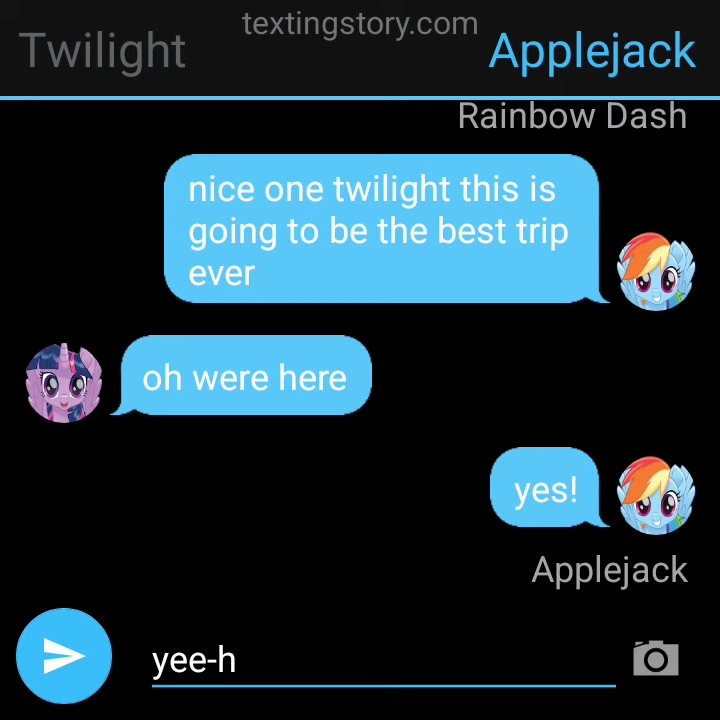 textingstory.com
Twilight
Applejack
Rainbow Dash
nice one twilight this is
going to be the best trip
ever
oh were here
yes!
Applejack
yee-h